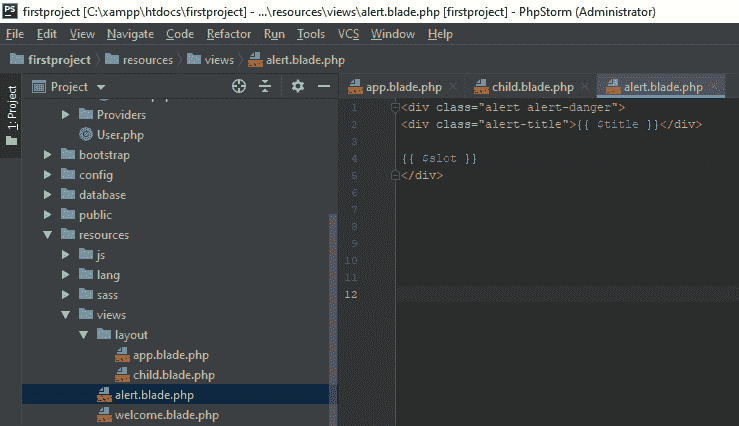 PS firstproject [C:\xampp\htdocs\firstproject] - ...\resources\views\alert.blade.php [firstproject] - PhpStorm (Administrator)
File Edit View Navigate Code Refactor Run Tools VCS Window Help
firstproject resources views alert.blade.php
1: Project
Project
app.blade.php child.blade.php alert.blade.php
Providers
User.php
bootstrap
config
database
public
resources
js
lang
sass
views
layout
app.blade.php
child.blade.php
alert.blade.php
welcome.blade.php
1 <div class="alert alert-danger">
2 <div class="alert-title">{{ $title }}</div>
3
4 {{ $slot }}
5 </div>
6
7
8
9
10
11
12